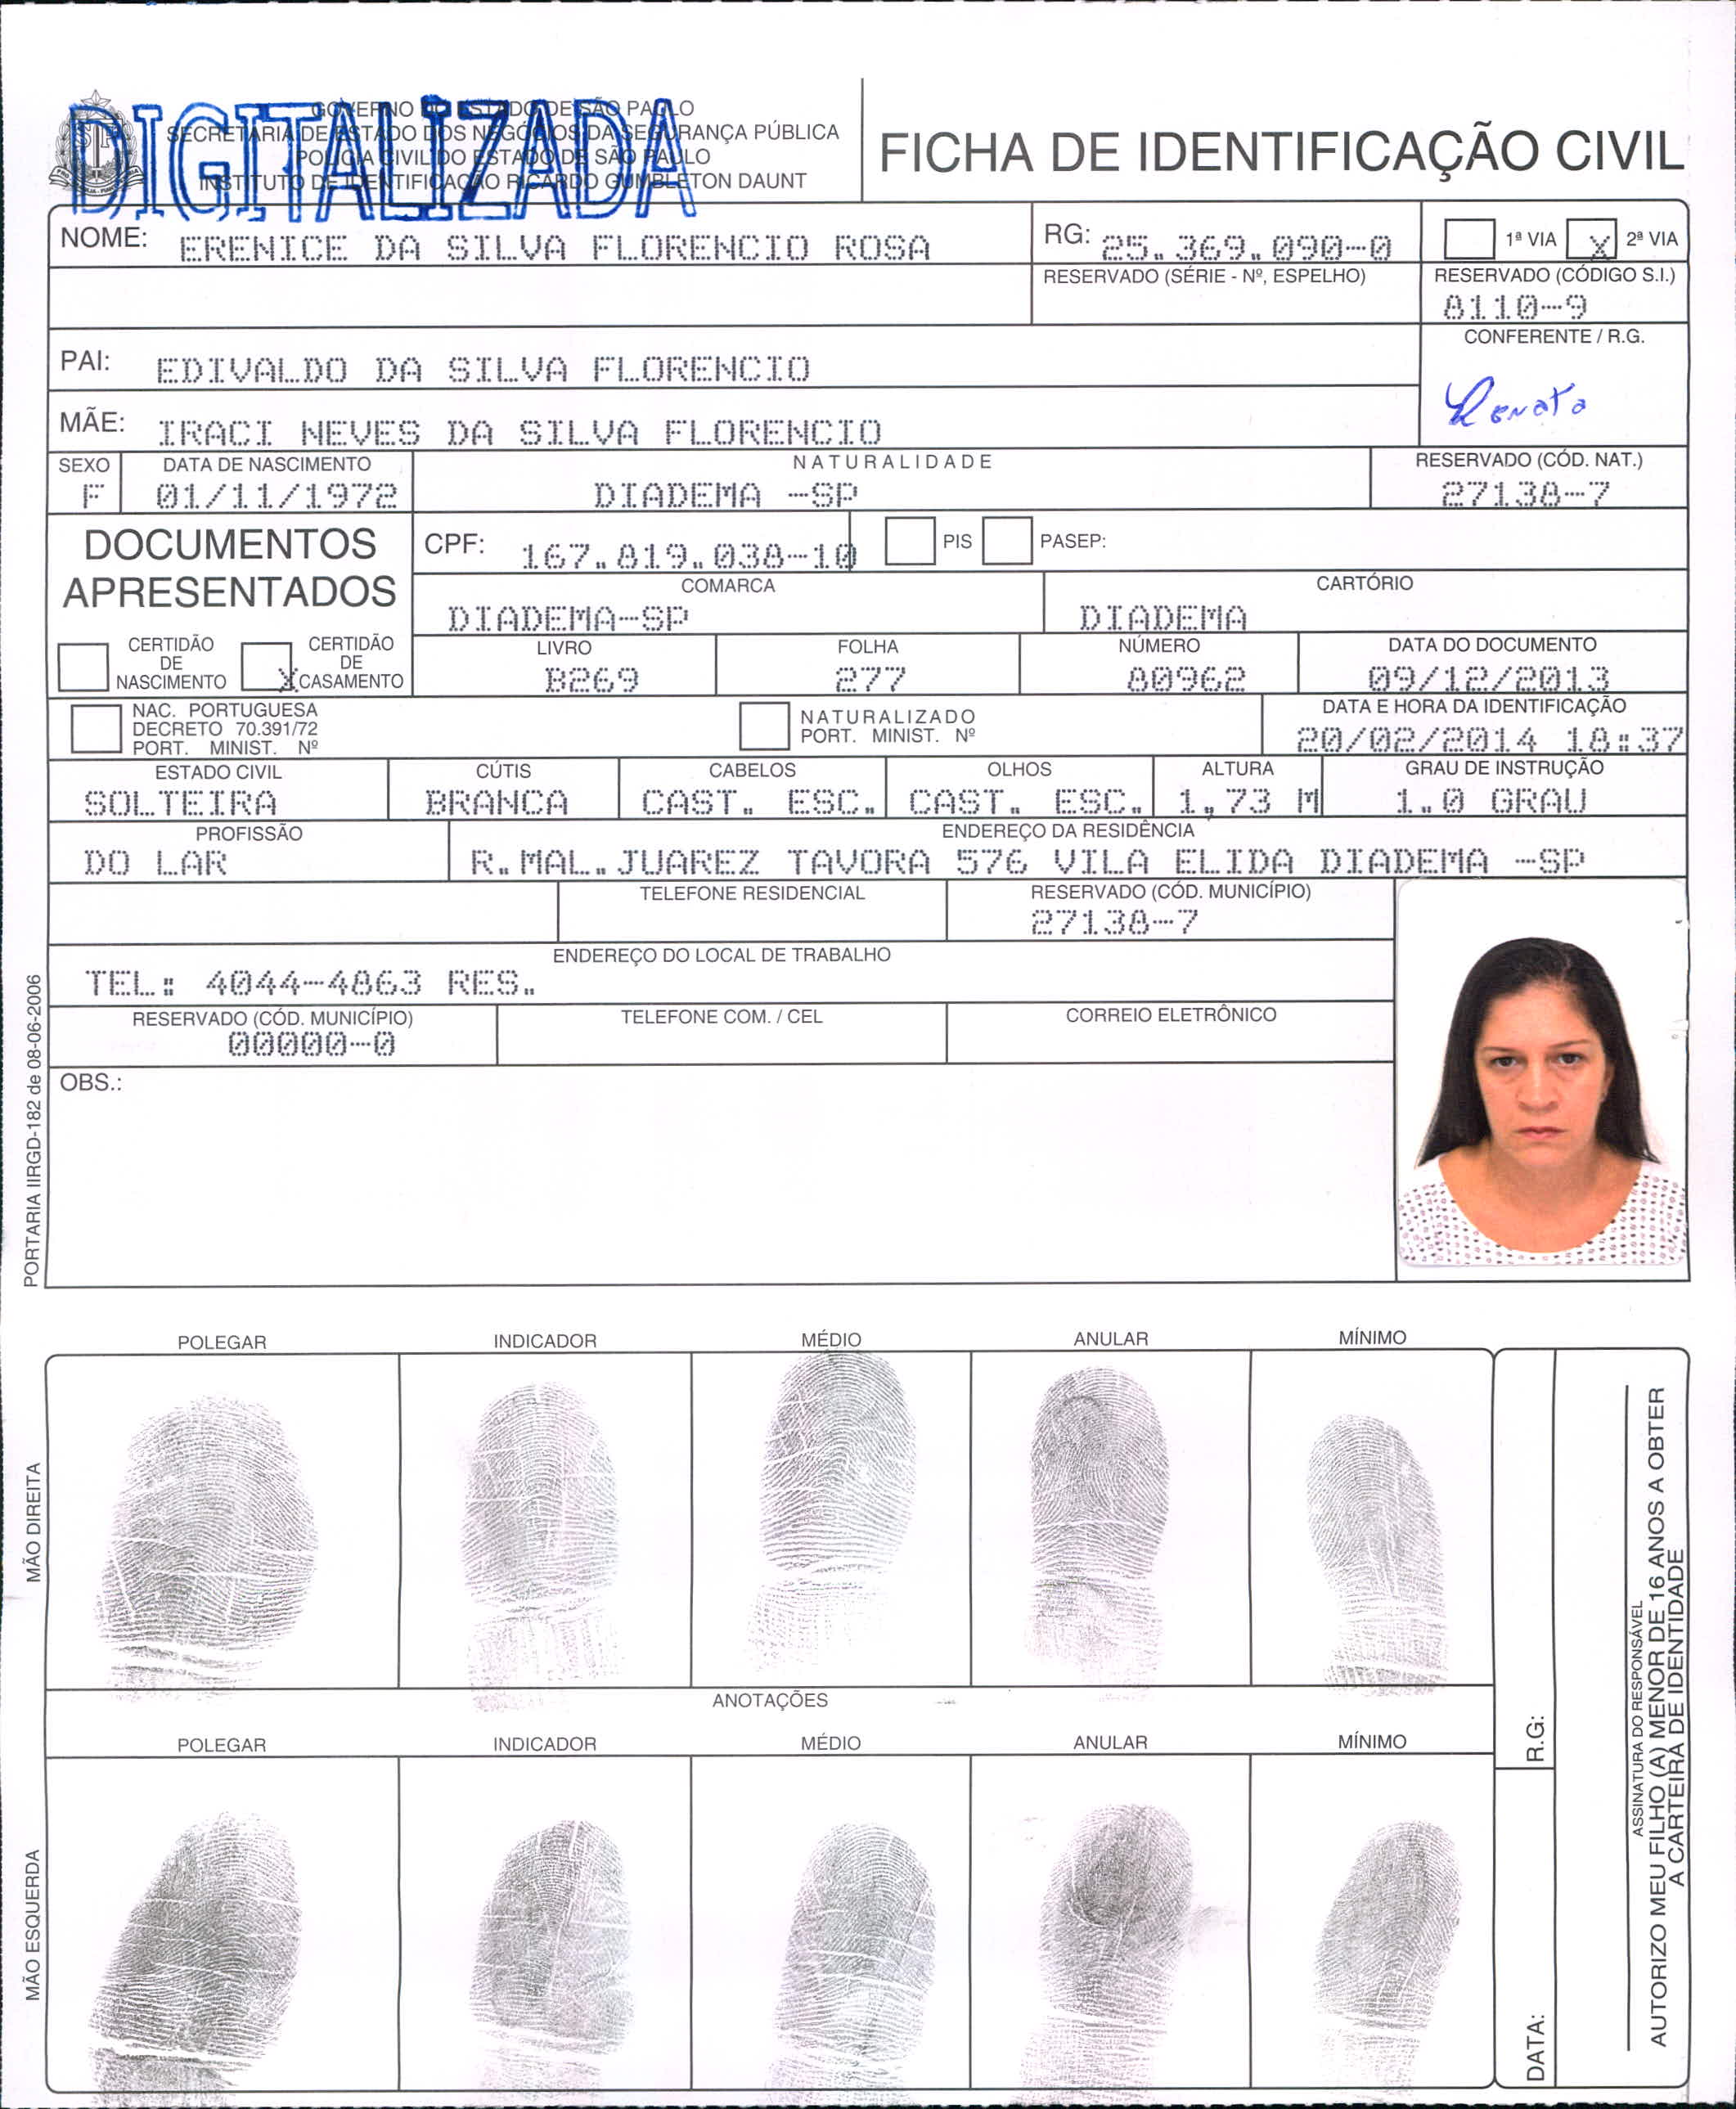 DIGITALIZADA
GOVERNO DO ESTADO DE SÃO PAULO
SECRETARIA DE ESTADO DOS NEGÓCIOS DA SEGURANÇA PÚBLICA
POLÍCIA CIVIL DO ESTADO DE SÃO PAULO
INSTITUTO DE IDENTIFICAÇÃO RICARDO GUMBLETON DAUNT
FICHA DE IDENTIFICAÇÃO CIVIL
NOME: ERENICE DA SILVA FLORENCIO ROSA
RG: 25.369.090-0
1ª VIA X 2ª VIA
RESERVADO (SÉRIE - Nº, ESPELHO)
RESERVADO (CÓDIGO S.I.)
8110-9
PAI: EDIVALDO DA SILVA FLORENCIO
CONFERENTE / R.G.
Renata
MÃE: IRACI NEVES DA SILVA FLORENCIO
SEXO
F
DATA DE NASCIMENTO
01/11/1972
NATURALIDADE
DIADEMA -SP
RESERVADO (CÓD. NAT.)
27138-7
DOCUMENTOS
APRESENTADOS
CPF: 167.819.038-10
PIS
PASEP:
COMARCA
DIADEMA-SP
CARTÓRIO
DIADEMA
CERTIDÃO
DE
NASCIMENTO
X
CERTIDÃO
DE
CASAMENTO
LIVRO
B269
FOLHA
277
NÚMERO
80962
DATA DO DOCUMENTO
09/12/2013
NAC. PORTUGUESA
DECRETO 70.391/72
PORT. MINIST. Nº
NATURALIZADO
PORT. MINIST. Nº
DATA E HORA DA IDENTIFICAÇÃO
20/02/2014 18:37
ESTADO CIVIL
SOLTEIRA
CÚTIS
BRANCA
CABELOS
CAST. ESC.
OLHOS
CAST. ESC.
ALTURA
1,73 M
GRAU DE INSTRUÇÃO
1.0 GRAU
PROFISSÃO
DO LAR
ENDEREÇO DA RESIDÊNCIA
R.MAL.JUAREZ TAVORA 576 VILA ELIDA DIADEMA -SP
TELEFONE RESIDENCIAL
RESERVADO (CÓD. MUNICÍPIO)
27138-7
ENDEREÇO DO LOCAL DE TRABALHO
TEL: 4044-4863 RES.
RESERVADO (CÓD. MUNICÍPIO)
00000-0
TELEFONE COM. / CEL
CORREIO ELETRÔNICO
OBS.:
PORTARIA IIRGD-182 de 08-06-2006
POLEGAR INDICADOR MÉDIO ANULAR MÍNIMO
MÃO DIREITA
ANOTAÇÕES
POLEGAR INDICADOR MÉDIO ANULAR MÍNIMO
MÃO ESQUERDA
R.G:
DATA:
ASSINATURA DO RESPONSÁVEL
AUTORIZO MEU FILHO (A) MENOR DE 16 ANOS A OBTER
A CARTEIRA DE IDENTIDADE